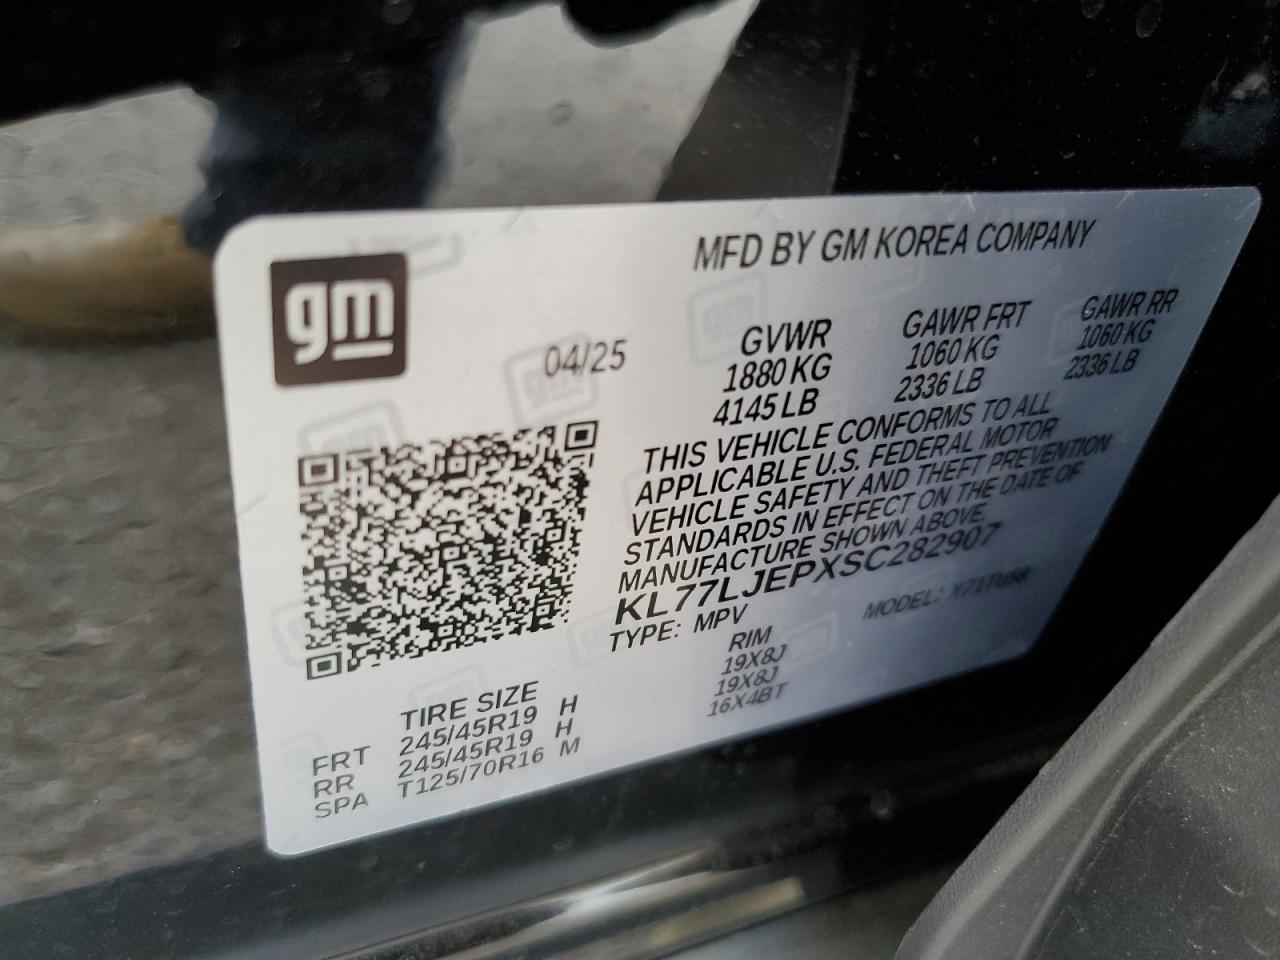 gm
MFD BY GM KOREA COMPANY
04/25
GVWR GAWR FRT GAWR RR
1880 KG 1060 KG 1060 KG
4145 LB 2336 LB 2336 LB
THIS VEHICLE CONFORMS TO ALL
APPLICABLE U.S. FEDERAL MOTOR
VEHICLE SAFETY AND THEFT PREVENTION
STANDARDS IN EFFECT ON THE DATE OF
MANUFACTURE SHOWN ABOVE.
KL77LJEPXSC282907
TYPE: MPV MODEL:
TIRE SIZE RIM
FRT 245/45R19 H 19X8J
RR 245/45R19 H 19X8J
SPA T125/70R16 M 16X4BT